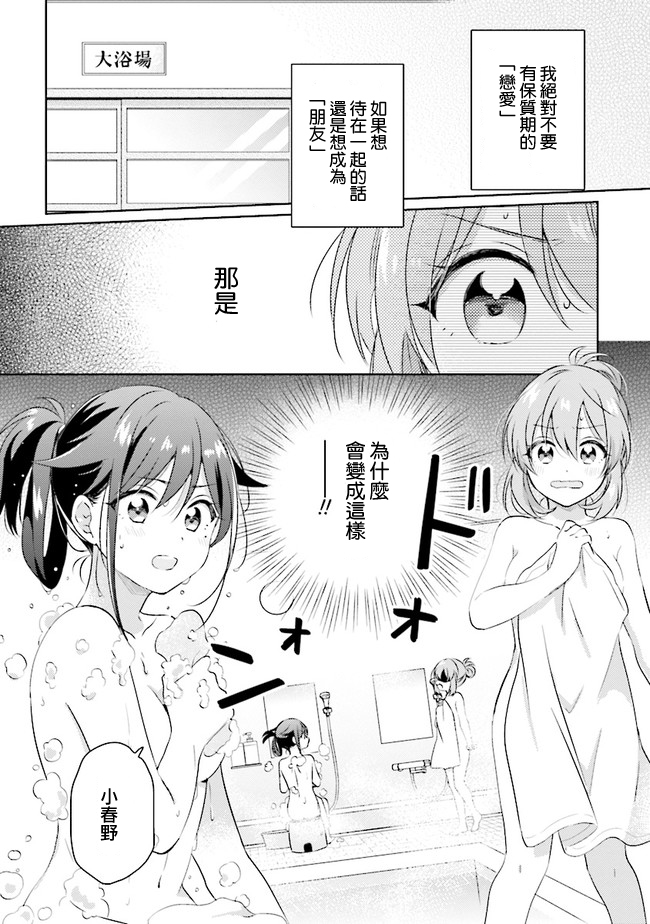 大浴場
我絕對不要
有保質期的
「戀愛」
如果想
待在一起的話
還是想成為
「朋友」
那是
為什麼
會變成這樣
——!!
ドーン
オ
オ
小春野